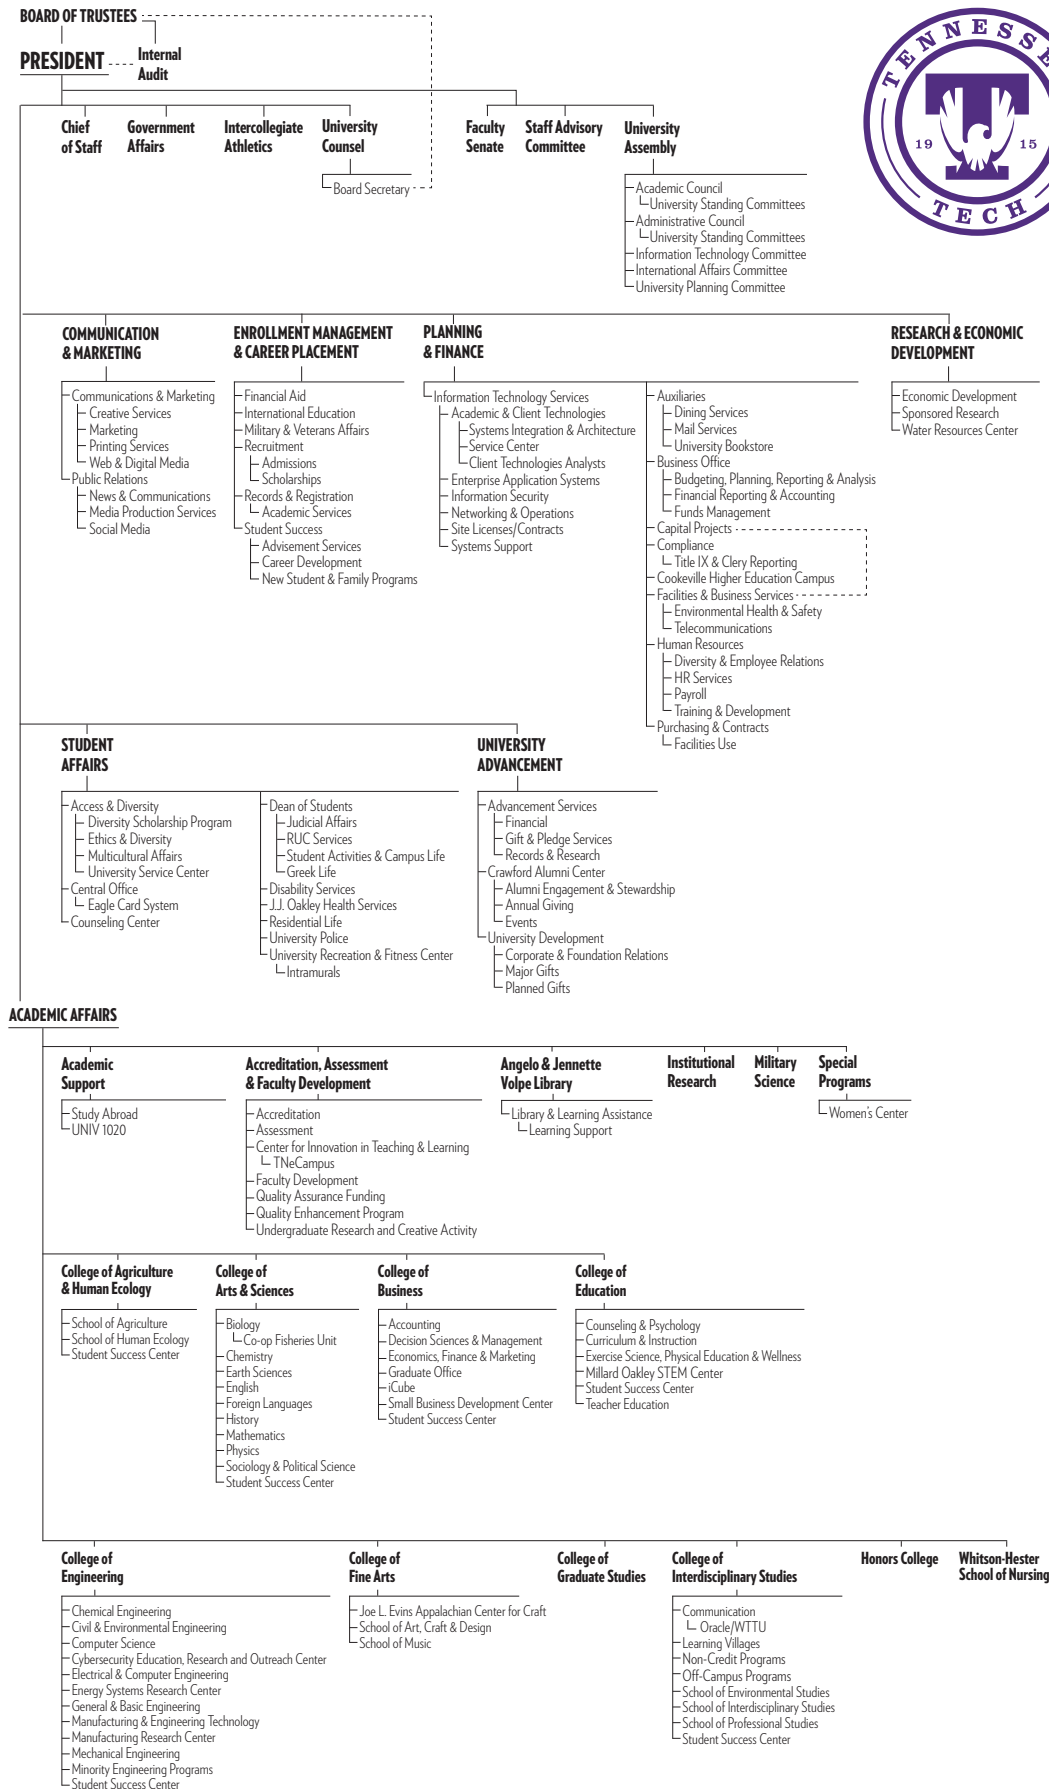 BOARD OF TRUSTEES
PRESIDENT
Internal
Audit
TENNESSE
TECH
19 15
Chief
of Staff
Government
Affairs
Intercollegiate
Athletics
University
Counsel
Board Secretary
Faculty
Senate
Staff Advisory
Committee
University
Assembly
Academic Council
University Standing Committees
Administrative Council
University Standing Committees
Information Technology Committee
International Affairs Committee
University Planning Committee
COMMUNICATION
& MARKETING
Communications & Marketing
Creative Services
Marketing
Printing Services
Web & Digital Media
Public Relations
News & Communications
Media Production Services
Social Media
ENROLLMENT MANAGEMENT
& CAREER PLACEMENT
Financial Aid
International Education
Military & Veterans Affairs
Recruitment
Admissions
Scholarships
Records & Registration
Academic Services
Student Success
Advisement Services
Career Development
New Student & Family Programs
PLANNING
& FINANCE
Information Technology Services
Academic & Client Technologies
Systems Integration & Architecture
Service Center
Client Technologies Analysts
Enterprise Application Systems
Information Security
Networking & Operations
Site Licenses/Contracts
Systems Support
Auxiliaries
Dining Services
Mail Services
University Bookstore
Business Office
Budgeting, Planning, Reporting & Analysis
Financial Reporting & Accounting
Funds Management
Capital Projects
Compliance
Title IX & Clery Reporting
Cookeville Higher Education Campus
Facilities & Business Services
Environmental Health & Safety
Telecommunications
Human Resources
Diversity & Employee Relations
HR Services
Payroll
Training & Development
Purchasing & Contracts
Facilities Use
RESEARCH & ECONOMIC
DEVELOPMENT
Economic Development
Sponsored Research
Water Resources Center
STUDENT
AFFAIRS
Access & Diversity
Diversity Scholarship Program
Ethics & Diversity
Multicultural Affairs
University Service Center
Central Office
Eagle Card System
Counseling Center
Dean of Students
Judicial Affairs
RUC Services
Student Activities & Campus Life
Greek Life
Disability Services
J.J. Oakley Health Services
Residential Life
University Police
University Recreation & Fitness Center
Intramurals
UNIVERSITY
ADVANCEMENT
Advancement Services
Financial
Gift & Pledge Services
Records & Research
Crawford Alumni Center
Alumni Engagement & Stewardship
Annual Giving
Events
University Development
Corporate & Foundation Relations
Major Gifts
Planned Gifts
ACADEMIC AFFAIRS
Academic
Support
Study Abroad
UNIV 1020
Accreditation, Assessment
& Faculty Development
Accreditation
Assessment
Center for Innovation in Teaching & Learning
TNeCampus
Faculty Development
Quality Assurance Funding
Quality Enhancement Program
Undergraduate Research and Creative Activity
Angelo & Jennette
Volpe Library
Library & Learning Assistance
Learning Support
Institutional
Research
Military
Science
Special
Programs
Women's Center
College of Agriculture
& Human Ecology
School of Agriculture
School of Human Ecology
Student Success Center
College of
Arts & Sciences
Biology
Co-op Fisheries Unit
Chemistry
Earth Sciences
English
Foreign Languages
History
Mathematics
Physics
Sociology & Political Science
Student Success Center
College of
Business
Accounting
Decision Sciences & Management
Economics, Finance & Marketing
Graduate Office
iCube
Small Business Development Center
Student Success Center
College of
Education
Counseling & Psychology
Curriculum & Instruction
Exercise Science, Physical Education & Wellness
Millard Oakley STEM Center
Student Success Center
Teacher Education
College of
Engineering
Chemical Engineering
Civil & Environmental Engineering
Computer Science
Cybersecurity Education, Research and Outreach Center
Electrical & Computer Engineering
Energy Systems Research Center
General & Basic Engineering
Manufacturing & Engineering Technology
Manufacturing Research Center
Mechanical Engineering
Minority Engineering Programs
Student Success Center
College of
Fine Arts
Joe L. Evins Appalachian Center for Craft
School of Art, Craft & Design
School of Music
College of
Graduate Studies
College of
Interdisciplinary Studies
Communication
Oracle/WTTU
Learning Villages
Non-Credit Programs
Off-Campus Programs
School of Environmental Studies
School of Interdisciplinary Studies
School of Professional Studies
Student Success Center
Honors College
Whitson-Hester
School of Nursing